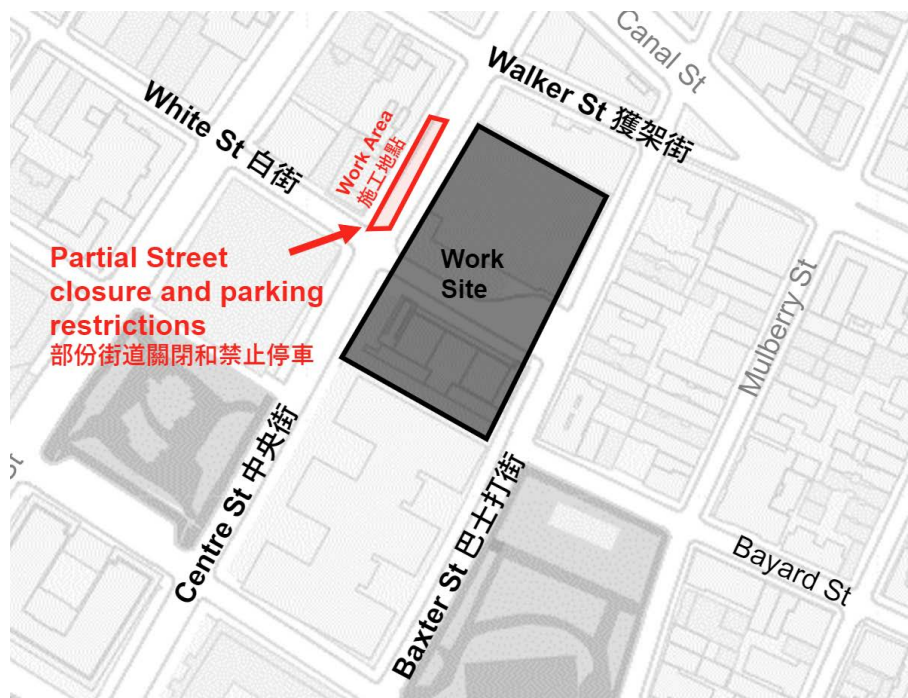 Canal St
Walker St 獲架街
White St 白街
Work Area
施工地點
Partial Street
closure and parking
restrictions
部份街道關閉和禁止停車
Work
Site
Mulberry St
Centre St 中央街
Baxter St 巴士打街
Bayard St
St